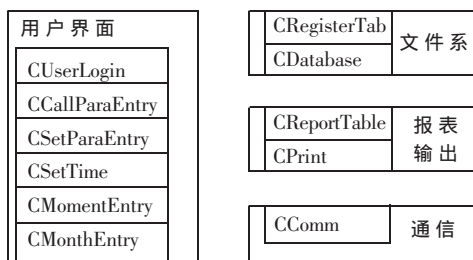 用户界面
CUserLogin
CCallParaEntry
CSetParaEntry
CSetTime
CMomentEntry
CMonthEntry
CRegisterTab
CDatabase
文件系
CReportTable
CPrint
报表
输出
CComm
通信